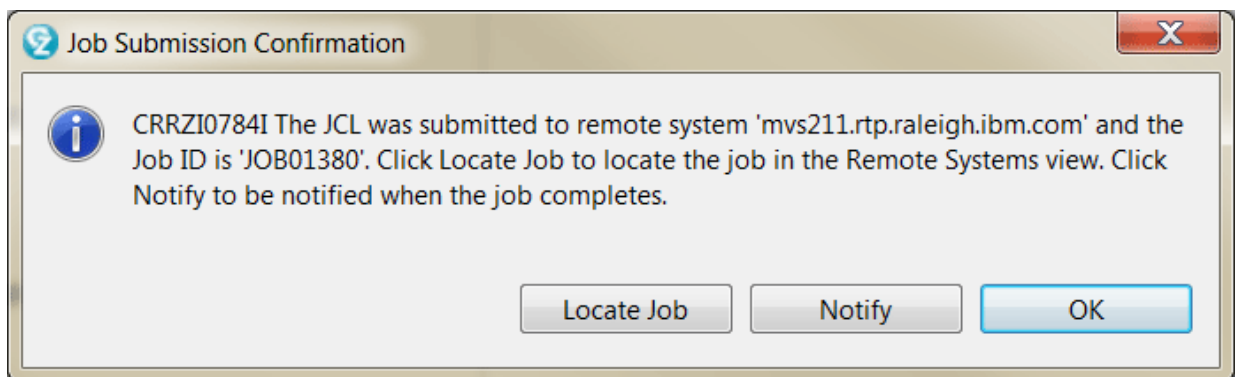 Job Submission Confirmation
CRRZI0784I The JCL was submitted to remote system 'mvs211.rtp.raleigh.ibm.com' and the
Job ID is 'JOB01380'. Click Locate Job to locate the job in the Remote Systems view. Click
Notify to be notified when the job completes.
Locate Job Notify OK